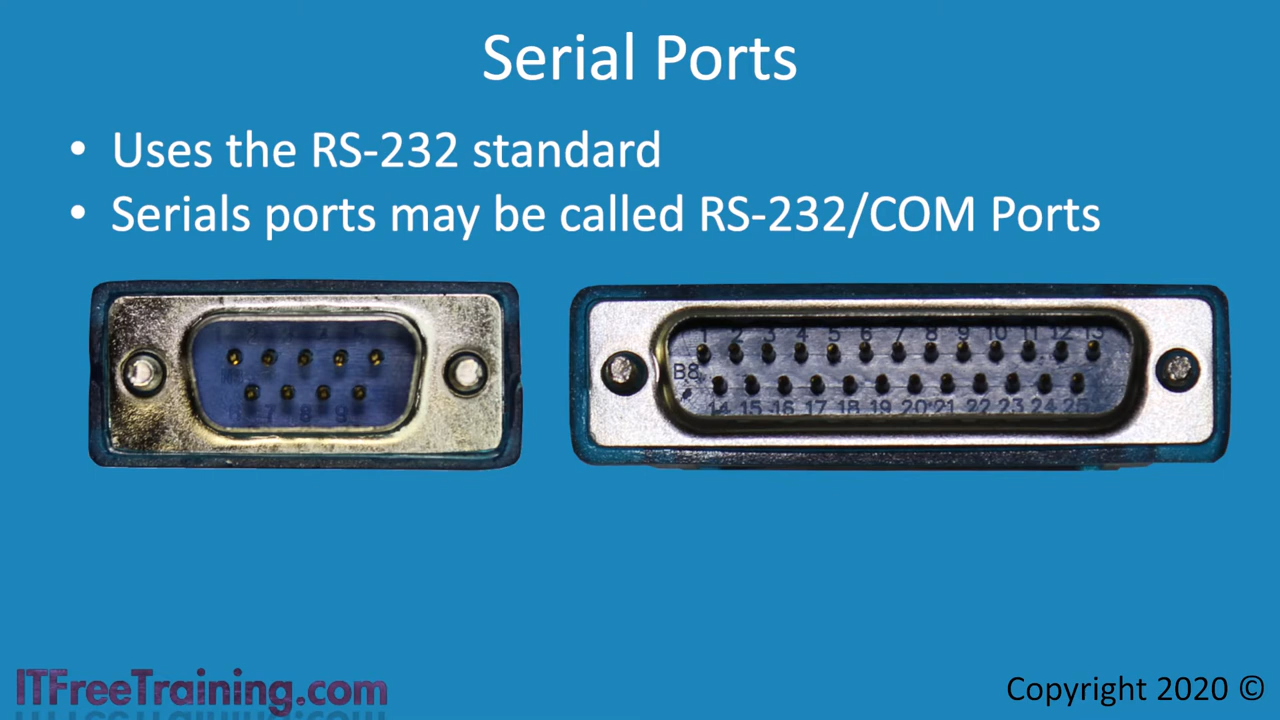 Serial Ports
• Uses the RS-232 standard
• Serials ports may be called RS-232/COM Ports
1 2 3 4 5 6 7 8 9 10 11 12 13
B8
14 15 16 17 18 19 20 21 22 23 24 25
7 8 9
ITFreeTraining.com
Copyright 2020 ©